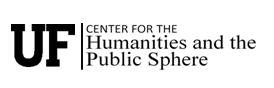 UF
CENTER FOR THE
Humanities and the
Public Sphere